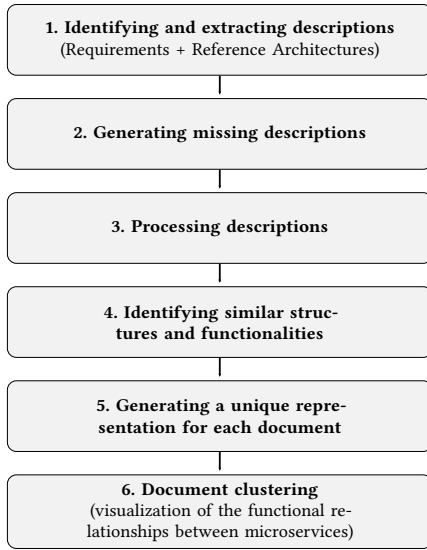 1. Identifying and extracting descriptions
(Requirements + Reference Architectures)
2. Generating missing descriptions
3. Processing descriptions
4. Identifying similar struc-
tures and functionalities
5. Generating a unique repre-
sentation for each document
6. Document clustering
(visualization of the functional re-
lationships between microservices)